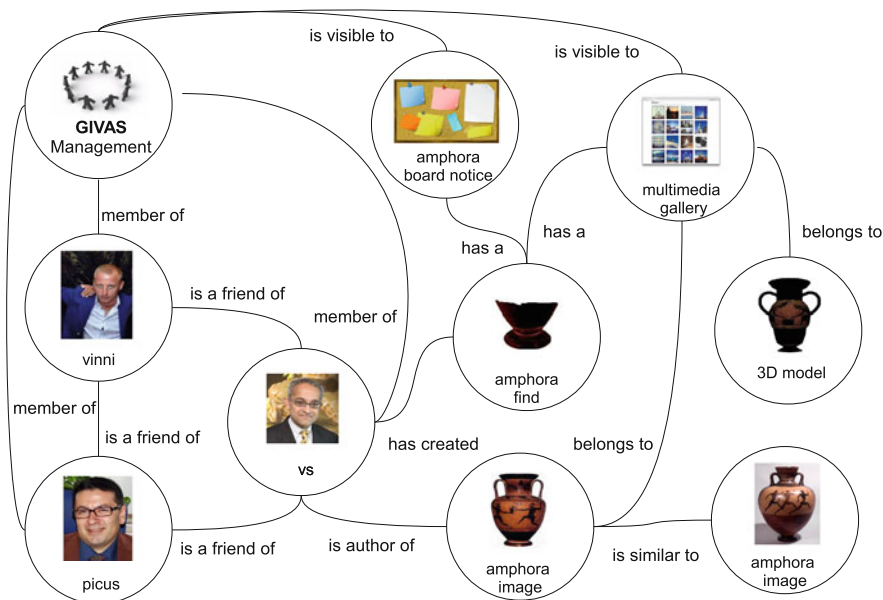 is visible to
is visible to
GIVAS
Management
amphora
board notice
multimedia
gallery
member of
has a
has a
belongs to
is a friend of
vinni
member of
3D model
amphora
find
member of
is a friend of
vs
has created
belongs to
is a friend of
is author of
is similar to
picus
amphora
image
amphora
image